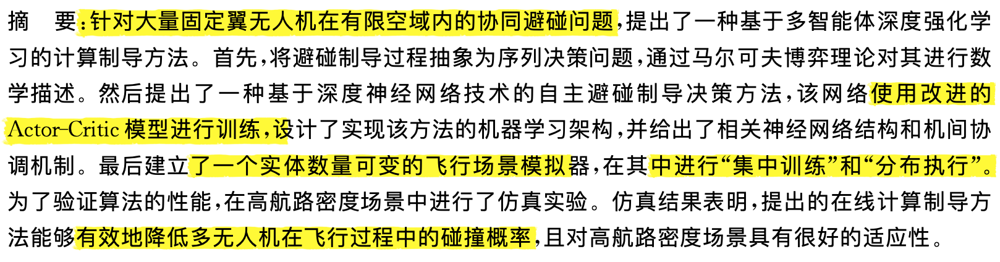 摘　要:针对大量固定翼无人机在有限空域内的协同避碰问题,提出了一种基于多智能体深度强化学
习的计算制导方法。首先,将避碰制导过程抽象为序列决策问题,通过马尔可夫博弈理论对其进行数
学描述。然后提出了一种基于深度神经网络技术的自主避碰制导决策方法,该网络使用改进的
Actor–Critic 模型进行训练,设计了实现该方法的机器学习架构,并给出了相关神经网络结构和机间协
调机制。最后建立了一个实体数量可变的飞行场景模拟器,在其中进行“集中训练”和“分布执行”。
为了验证算法的性能,在高航路密度场景中进行了仿真实验。仿真结果表明,提出的在线计算制导方
法能够有效地降低多无人机在飞行过程中的碰撞概率,且对高航路密度场景具有很好的适应性。